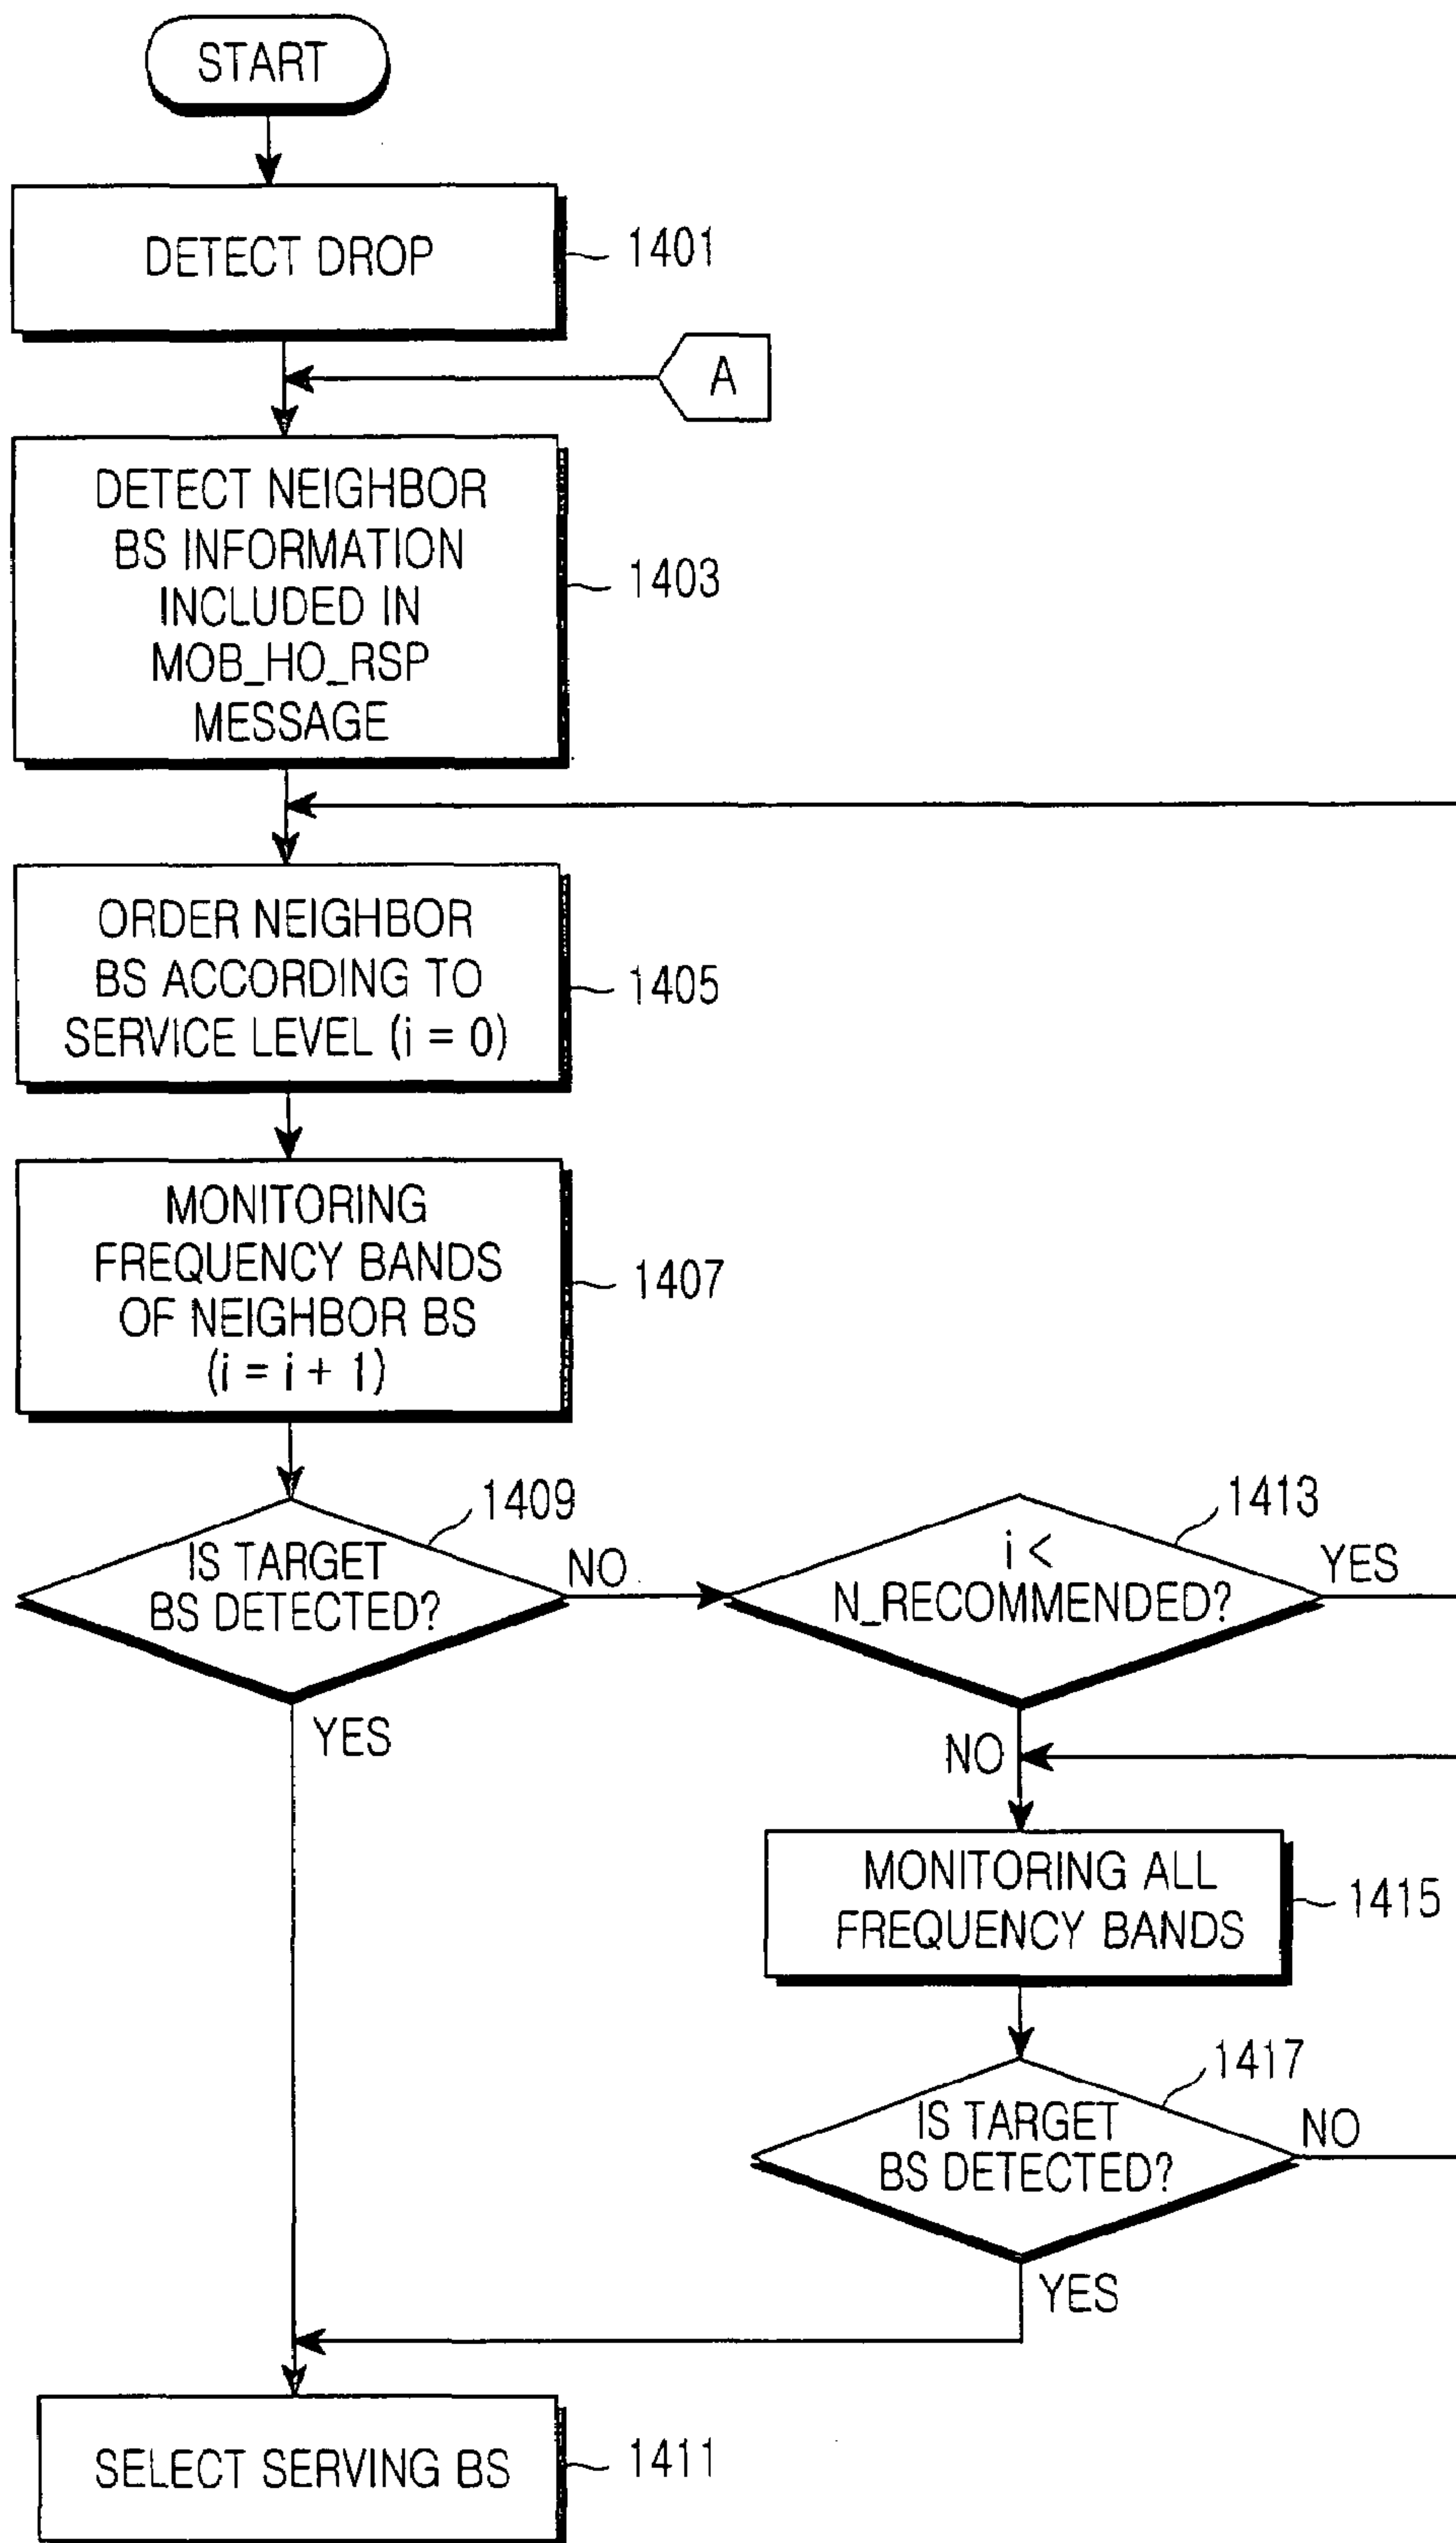 START
DETECT DROP
1401
A
DETECT NEIGHBOR
BS INFORMATION
INCLUDED IN
MOB_HO_RSP
MESSAGE
1403
ORDER NEIGHBOR
BS ACCORDING TO
SERVICE LEVEL (i = 0)
1405
MONITORING
FREQUENCY BANDS
OF NEIGHBOR BS
(i = i + 1)
1407
1409
IS TARGET
BS DETECTED?
NO
YES
1413
i <
N_RECOMMENDED?
YES
NO
MONITORING ALL
FREQUENCY BANDS
1415
1417
IS TARGET
BS DETECTED?
NO
YES
SELECT SERVING BS
1411